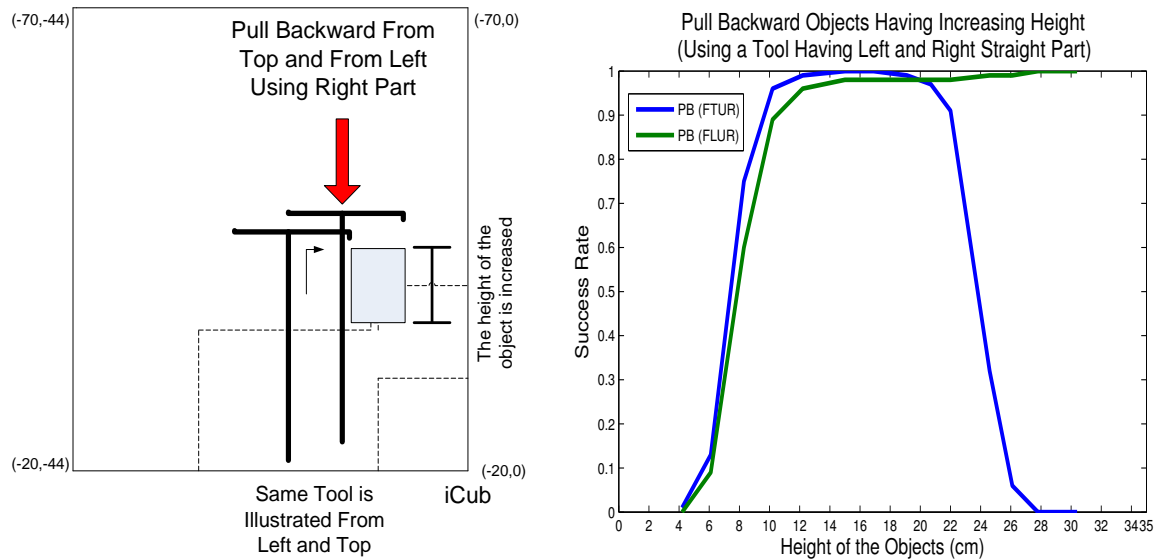 (-70,-44)
(-70,0)
Pull Backward From
Top and From Left
Using Right Part
The height of the
object is increased
(-20,-44)
(-20,0)
Same Tool is
Illustrated From
Left and Top
iCub
Pull Backward Objects Having Increasing Height
(Using a Tool Having Left and Right Straight Part)
PB (FTUR)
PB (FLUR)
Success Rate
1
0.9
0.8
0.7
0.6
0.5
0.4
0.3
0.2
0.1
0
0 2 4 6 8 10 12 14 16 18 20 22 24 26 28 30 32 3435
Height of the Objects (cm)